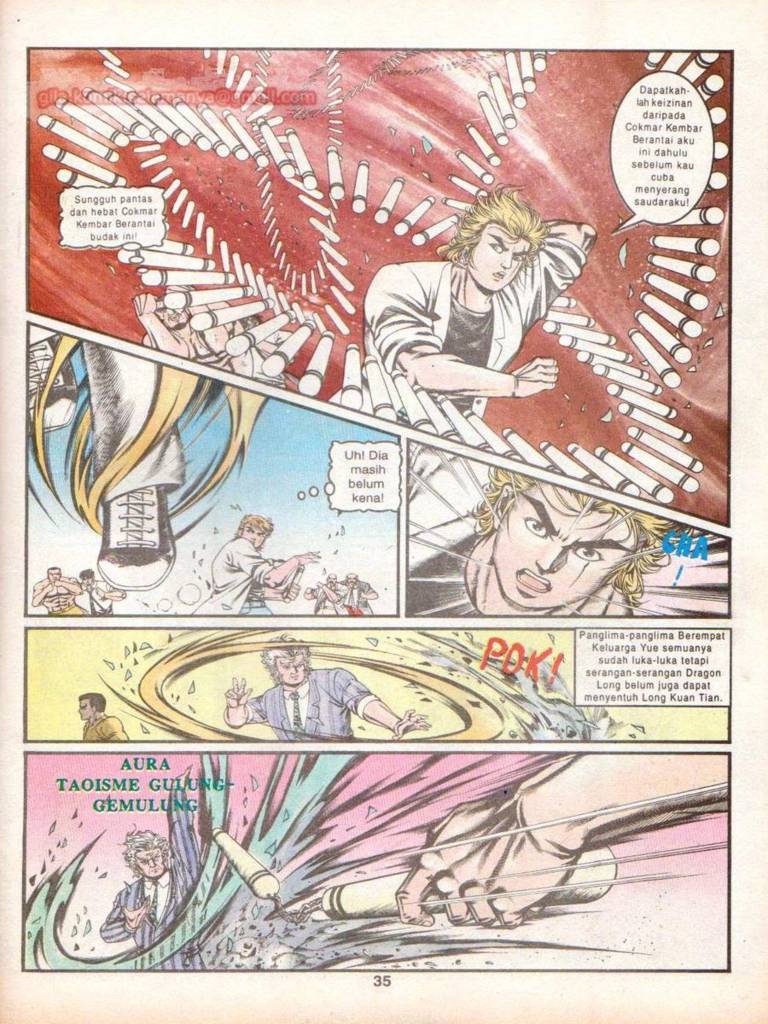 Dapatkah-
lah keizinan
daripada
Cokmar Kembar
Berantai aku
ini dahulu
sebelum kau
cuba
menyerang
saudaraku!
Sungguh pantas
dan hebat Cokmar
Kembar Berantai
budak ini!
Uh! Dia
masih
belum
kena!
GHA
!
POK!
Panglima-panglima Berempat
Keluarga Yue semuanya
sudah luka-luka tetapi
serangan-serangan Dragon
Long belum juga dapat
menyentuh Long Kuan Tian.
AURA
TAOISME GULUNG-
GEMULUNG
35